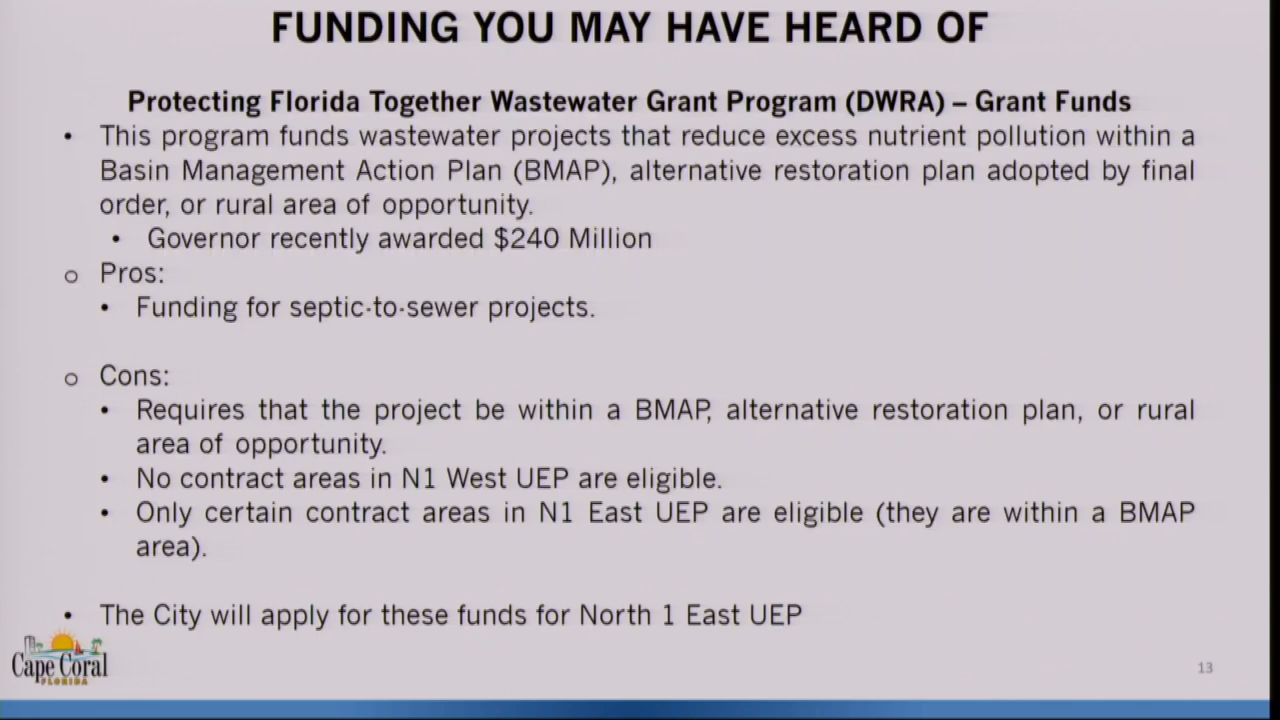 FUNDING YOU MAY HAVE HEARD OF
Protecting Florida Together Wastewater Grant Program (DWRA) – Grant Funds
• This program funds wastewater projects that reduce excess nutrient pollution within a
Basin Management Action Plan (BMAP), alternative restoration plan adopted by final
order, or rural area of opportunity.
• Governor recently awarded $240 Million
o Pros:
• Funding for septic-to-sewer projects.
o Cons:
• Requires that the project be within a BMAP, alternative restoration plan, or rural
area of opportunity.
• No contract areas in N1 West UEP are eligible.
• Only certain contract areas in N1 East UEP are eligible (they are within a BMAP
area).
• The City will apply for these funds for North 1 East UEP
Cape Coral
FLORIDA
13